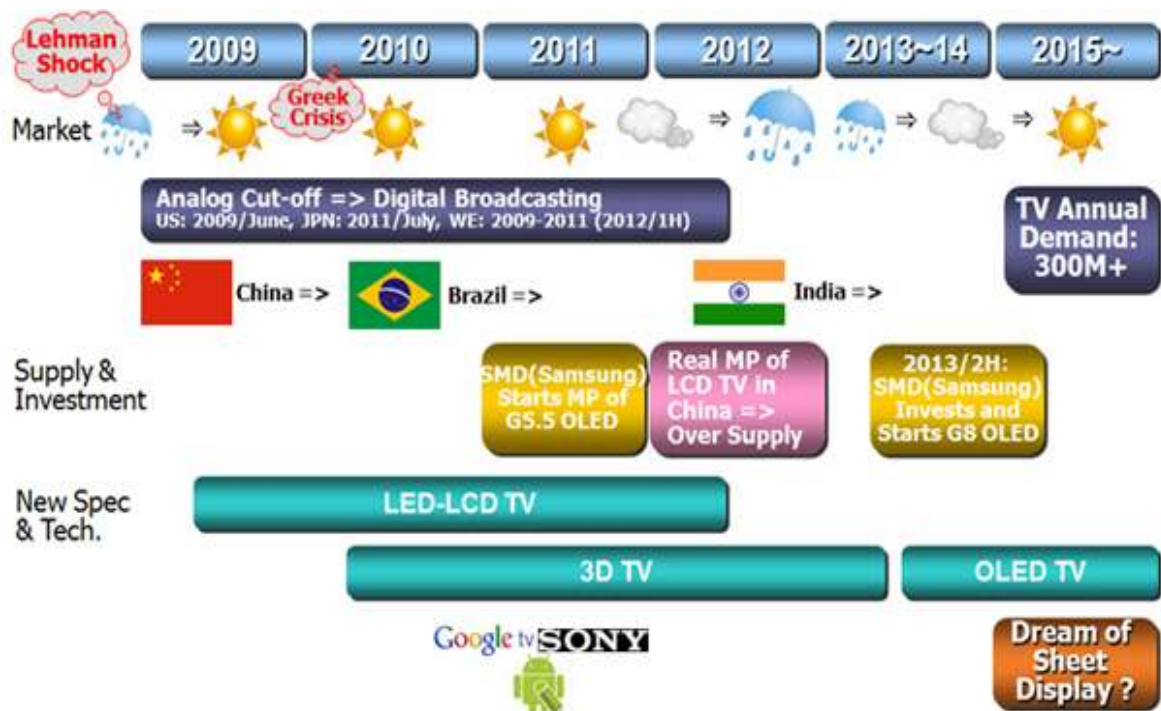 Lehman
Shock
2009
2010
2011
2012
2013~14
2015~
Greek
Crisis
Market
⇒
⇒
⇒
⇒
Analog Cut-off => Digital Broadcasting
US: 2009/June, JPN: 2011/July, WE: 2009-2011 (2012/1H)
TV Annual
Demand:
300M+
China =>
Brazil =>
India =>
Supply &
Investment
SMD(Samsung)
Starts MP of
G5.5 OLED
Real MP of
LCD TV in
China =>
Over Supply
2013/2H:
SMD(Samsung)
Invests and
Starts G8 OLED
New Spec
& Tech.
LED-LCD TV
3D TV
OLED TV
Google tv SONY
Dream of
Sheet
Display ?